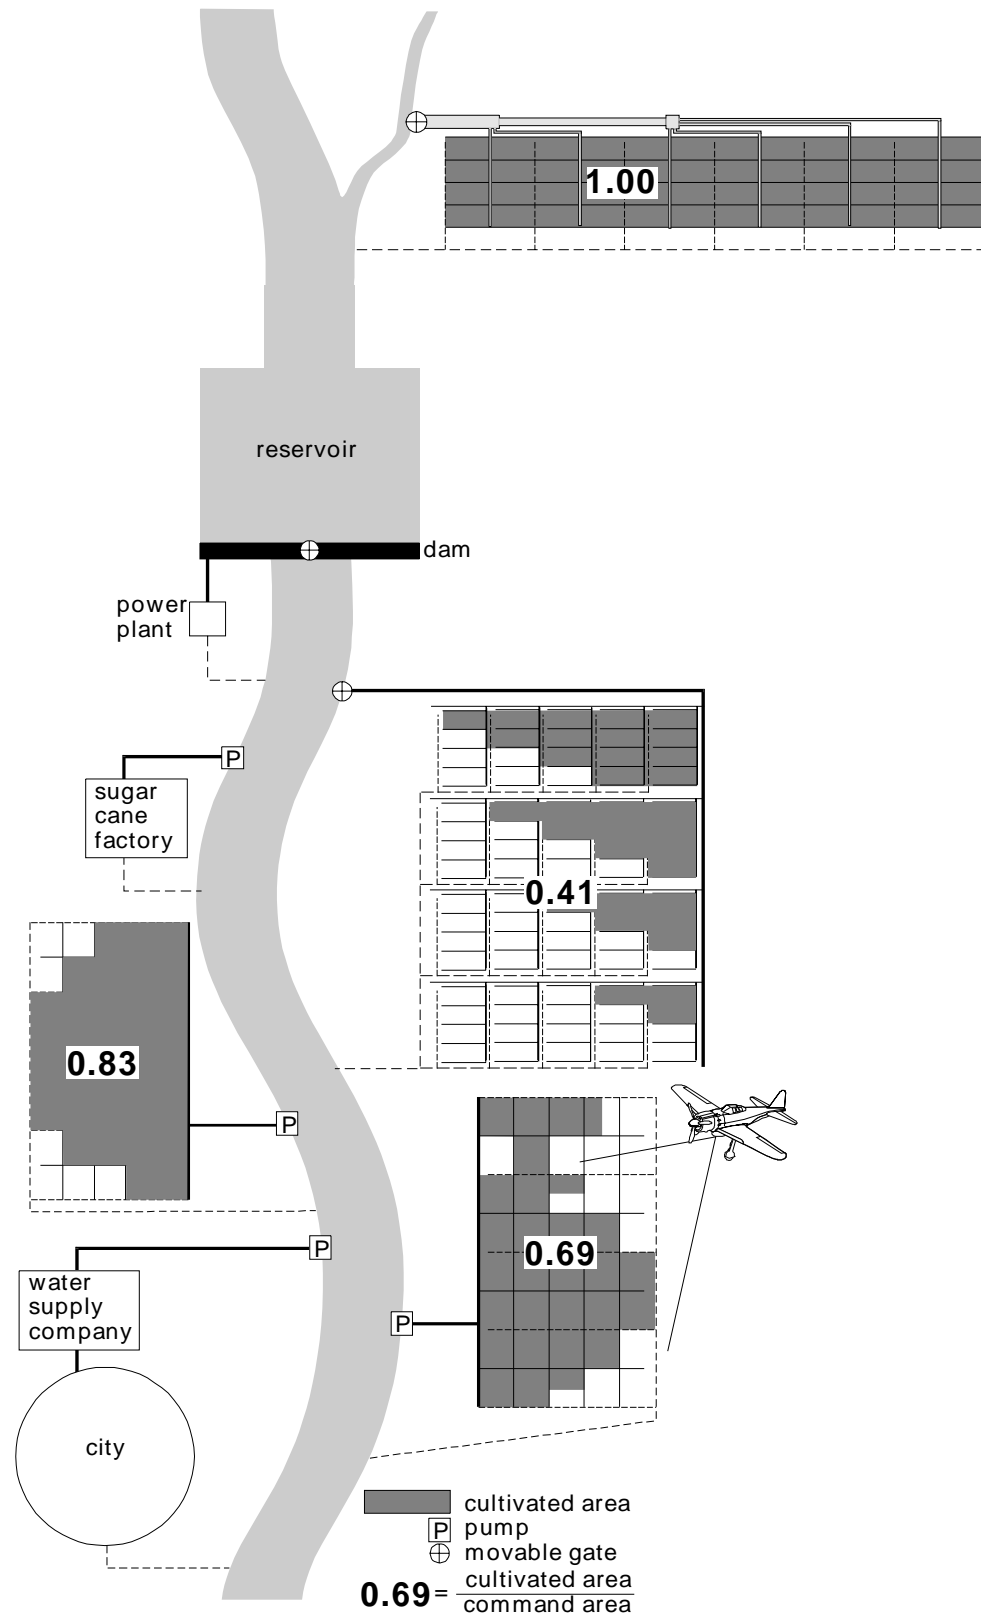 1.00
reservoir
dam
power
plant
P
sugar
cane
factory
0.41
0.83
P
P
0.69
water
supply
company
P
city
cultivated area
P pump
movable gate
0.69 = cultivated area
command area